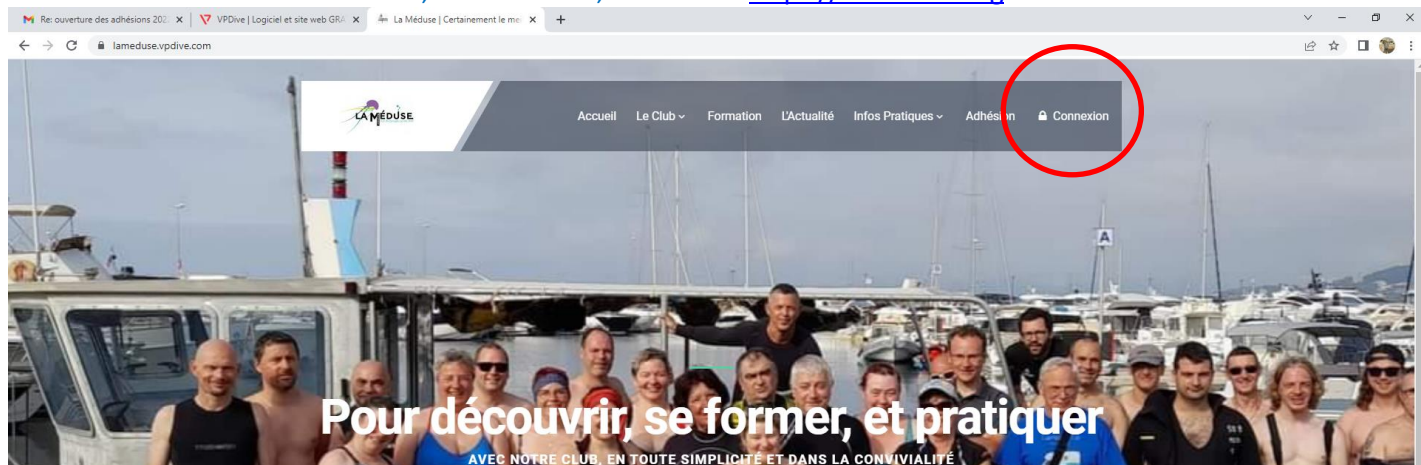 Re: ouverture des adhésions 202
VPDive | Logiciel et site web GRA
La Méduse | Certainement le me
lameduse.vpdive.com
LA MÉDUSE
Accueil Le Club Formation L'Actualité Infos Pratiques Adhésion Connexion
A
Pour découvrir, se former, et pratiquer
AVEC NOTRE CLUB, EN TOUTE SIMPLICITÉ ET DANS LA CONVIVIALITÉ